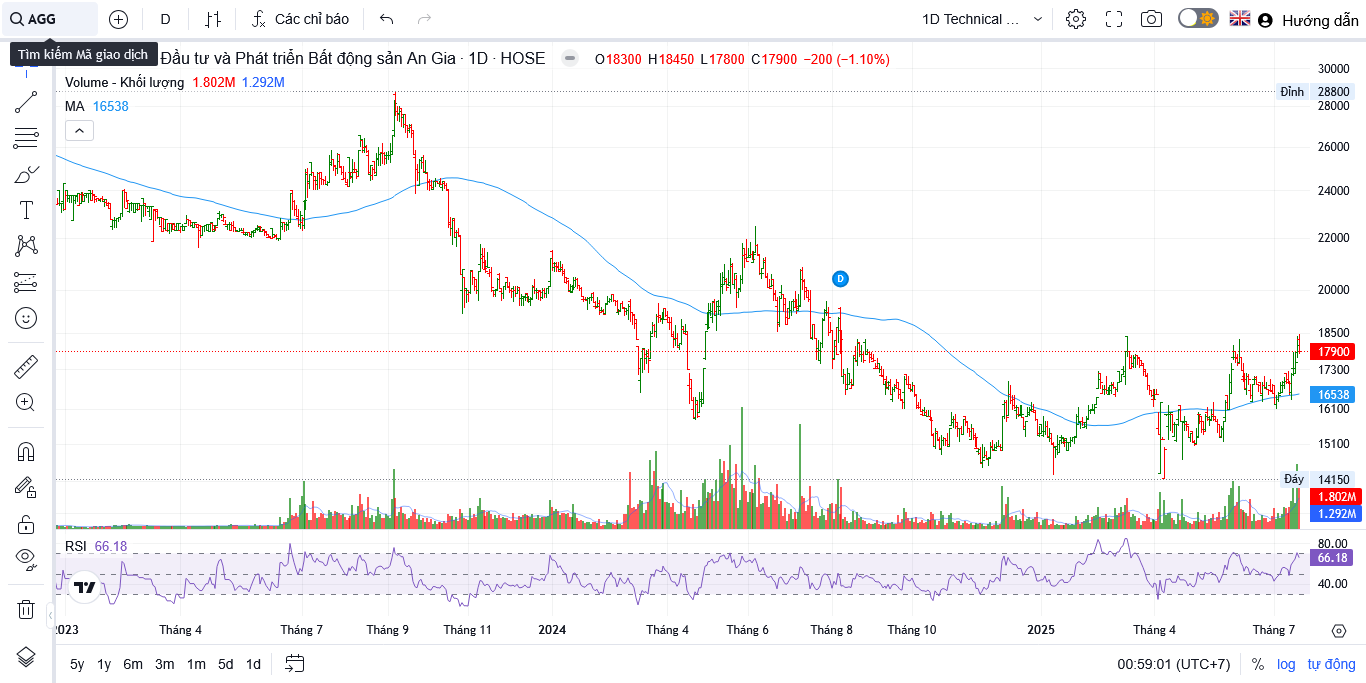 AGG
D
Các chỉ báo
1D Technical ...
Hướng dẫn
Tìm kiếm Mã giao dịch
Đầu tư và Phát triển Bất động sản An Gia · 1D · HOSE
O18300 H18450 L17800 C17900 −200 (−1.10%)
Volume - Khối lượng 1.802M 1.292M
MA 16538
30000
Đỉnh 28800
28000
26000
24000
22000
D
20000
18500
17900
17300
16538
16100
15100
Đáy 14150
1.802M
1.292M
RSI 66.18
80.00
66.18
40.00
2023
Tháng 4
Tháng 7
Tháng 9
Tháng 11
2024
Tháng 4
Tháng 6
Tháng 8
Tháng 10
2025
Tháng 4
Tháng 7
5y 1y 6m 3m 1m 5d 1d
00:59:01 (UTC+7)
%
log
tự động